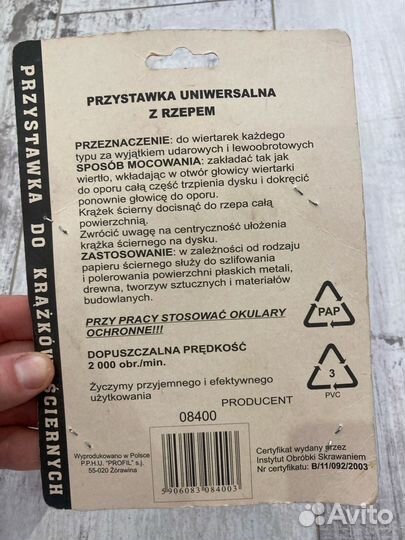 PRZYSTAWKA DO KRĄŻKÓW ŚCIERNYCH
PRZYSTAWKA UNIWERSALNA
Z RZEPEM
PRZEZNACZENIE: do wiertarek każdego
typu za wyjątkiem udarowych i lewoobrotowych
SPOSÓB MOCOWANIA: zakładać tak jak
wiertło, wkładając w otwór głowicy wiertarki
do oporu całą część trzpienia dysku i dokręcić
ponownie głowicę do oporu.
Krążek ścierny docisnąć do rzepa całą
powierzchnią.
Zwrócić uwagę na centryczność ułożenia
krążka ściernego na dysku.
ZASTOSOWANIE: w zależności od rodzaju
papieru ściernego służy do szlifowania
i polerowania powierzchni płaskich metali,
drewna, tworzyw sztucznych i materiałów
budowlanych.
PRZY PRACY STOSOWAĆ OKULARY
OCHRONNE!!!
PAP
DOPUSZCZALNA PRĘDKOŚĆ
2 000 obr./min.
3
PVC
Życzymy przyjemnego i efektywnego
użytkowania
PRODUCENT
08400
Wyprodukowano w Polsce
P.P.H.U. "PROFIL" s.j.
55-020 Żórawina
5906083084003
Certyfikat wydany przez
Instytut Obróbki Skrawaniem
Nr certyfikatu: B/11/092/2003
Avito